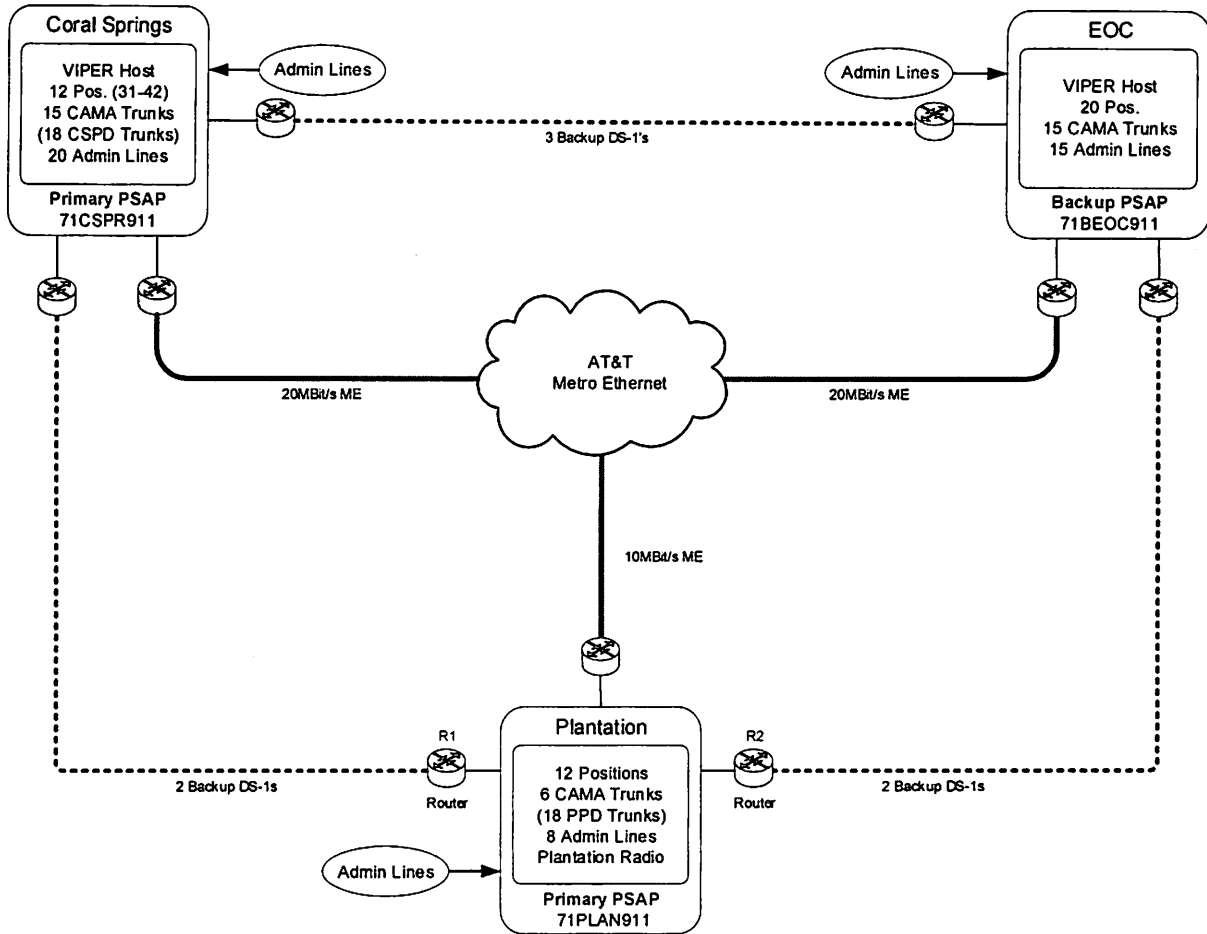 Coral Springs
VIPER Host
12 Pos. (31-42)
15 CAMA Trunks
(18 CSPD Trunks)
20 Admin Lines
Primary PSAP
71CSPR911
Admin Lines
3 Backup DS-1's
Admin Lines
EOC
VIPER Host
20 Pos.
15 CAMA Trunks
15 Admin Lines
Backup PSAP
71BEOC911
AT&T
Metro Ethernet
20MBit/s ME
20MBit/s ME
10MBit/s ME
2 Backup DS-1s
R1
Router
Plantation
12 Positions
6 CAMA Trunks
(18 PPD Trunks)
8 Admin Lines
Plantation Radio
Primary PSAP
71PLAN911
R2
Router
2 Backup DS-1s
Admin Lines